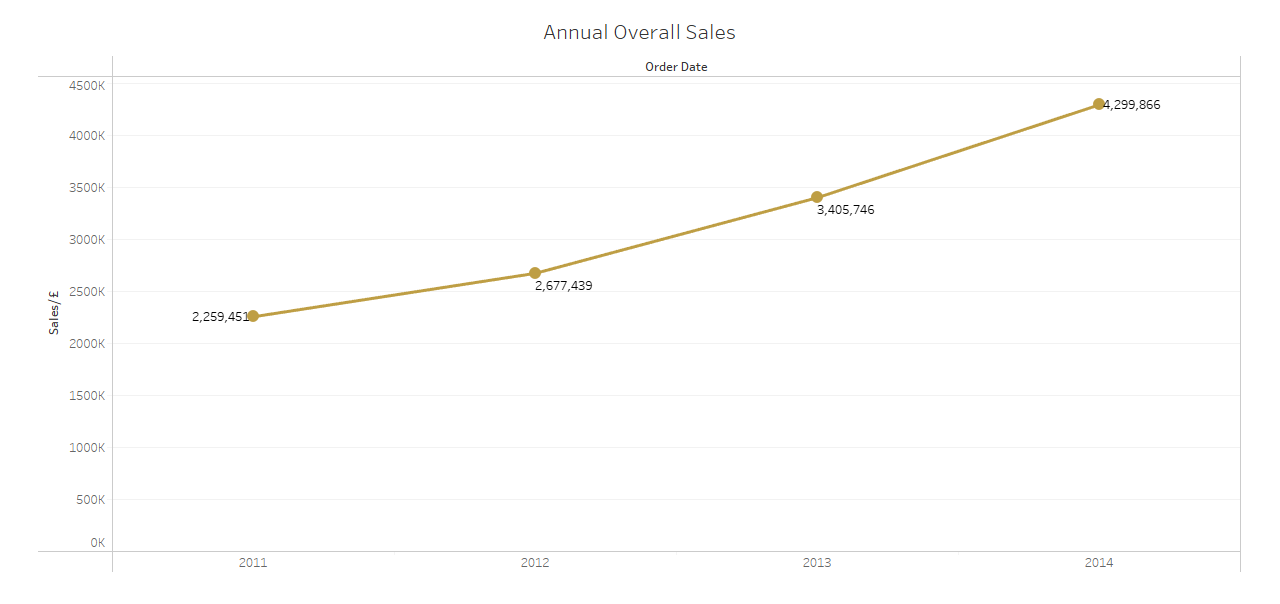 Annual Overall Sales
Order Date
4500K
4,299,866
4000K
3500K
3,405,746
3000K
2,677,439
2500K
2,259,451
Sales/£
2000K
1500K
1000K
500K
0K
2011 2012 2013 2014